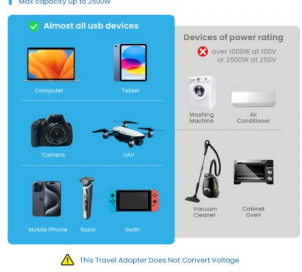 Max capacity up to 2500W
Almost all usb devices
Devices of power rating
over 1000W at 100V
or 2500W at 250V
Computer
Tablet
Washing
Machine
Air
Conditioner
Camera
UAV
Mobile iPhone
Razor
Swith
Vacuum
Cleaner
Cabinet
Oven
This Travel Adapter Does Not Convert Voltage